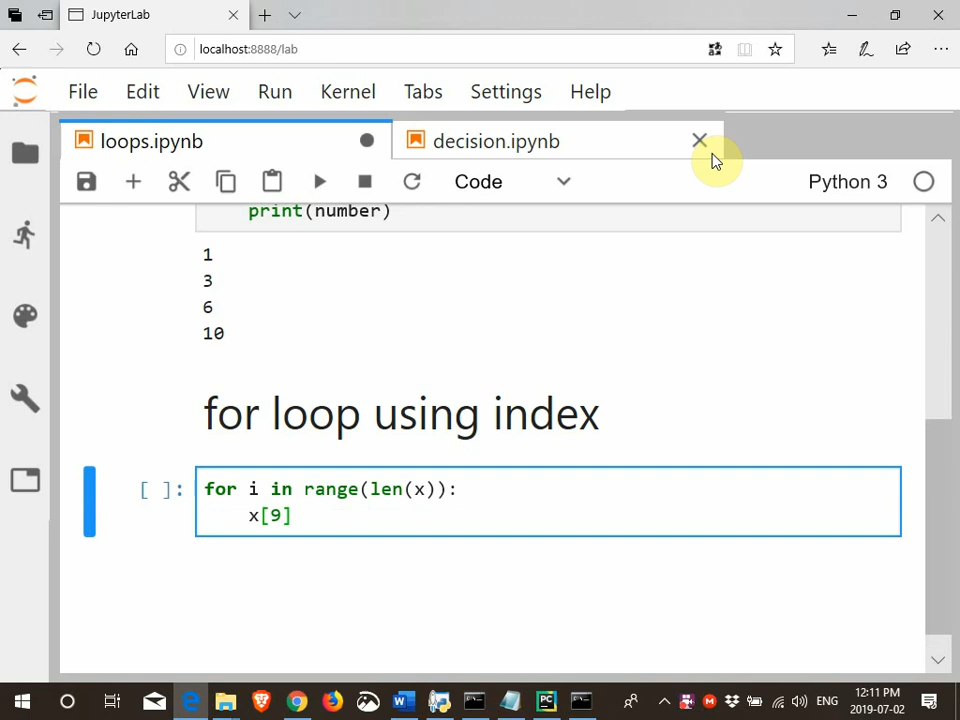 JupyterLab
localhost:8888/lab
File Edit View Run Kernel Tabs Settings Help
loops.ipynb decision.ipynb
Code Python 3
print(number)
1
3
6
10
for loop using index
[ ]: for i in range(len(x)):
x[9]
12:11 PM
ENG
2019-07-02